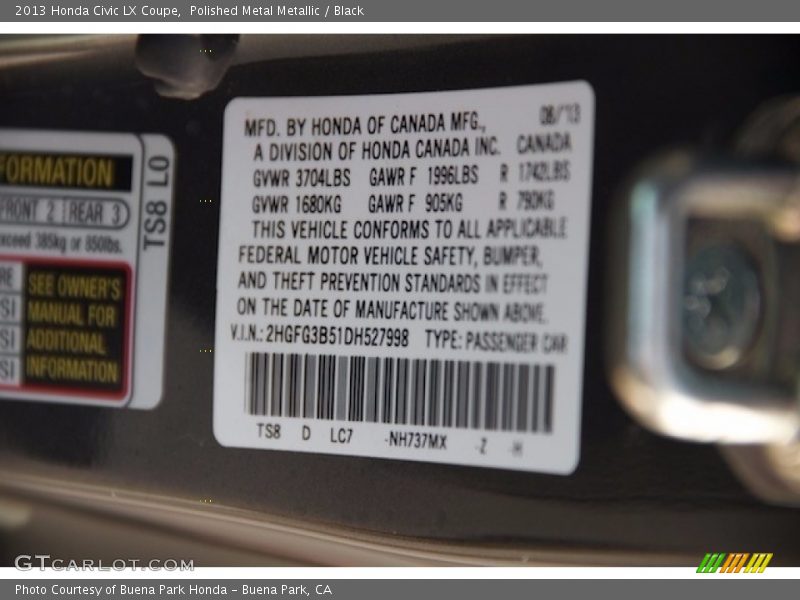 2013 Honda Civic LX Coupe, Polished Metal Metallic / Black
FORMATION
FRONT 2 REAR 3
xceed 385kg or 850lbs.
SEE OWNER'S
MANUAL FOR
ADDITIONAL
INFORMATION
TS8 L0
08/13
MFD. BY HONDA OF CANADA MFG.,
A DIVISION OF HONDA CANADA INC. CANADA
GVWR 3704LBS GAWR F 1996LBS R 1742LBS
GVWR 1680KG GAWR F 905KG R 790KG
THIS VEHICLE CONFORMS TO ALL APPLICABLE
FEDERAL MOTOR VEHICLE SAFETY, BUMPER,
AND THEFT PREVENTION STANDARDS IN EFFECT
ON THE DATE OF MANUFACTURE SHOWN ABOVE.
V.I.N.: 2HGFG3B51DH527998 TYPE: PASSENGER CAR
TS8 D LC7 -NH737MX -Z -H
GTCARLOT.COM
Photo Courtesy of Buena Park Honda – Buena Park, CA